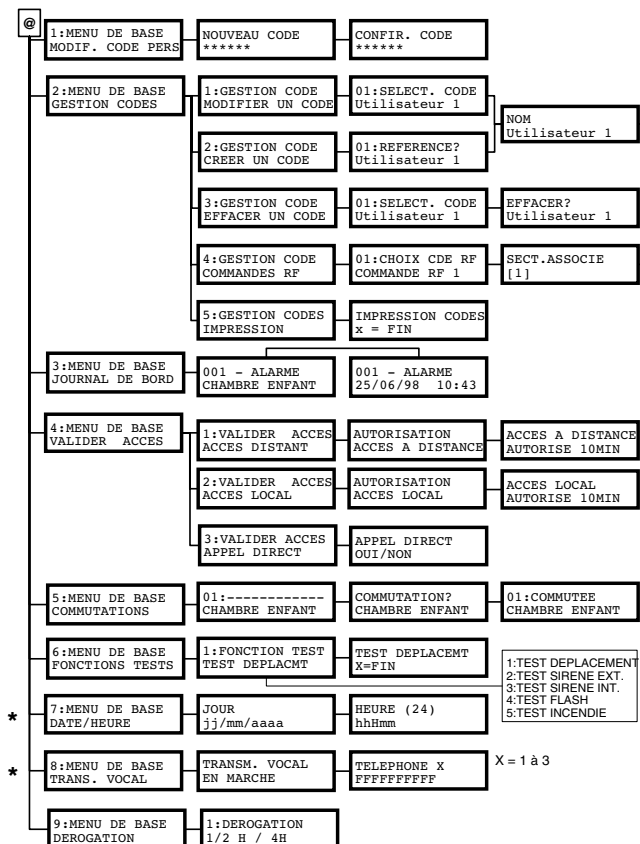 @
1:MENU DE BASE
MODIF. CODE PERS
NOUVEAU CODE
******
CONFIR. CODE
******
2:MENU DE BASE
GESTION CODES
1:GESTION CODE
MODIFIER UN CODE
01:SELECT. CODE
Utilisateur 1
NOM
Utilisateur 1
2:GESTION CODE
CREER UN CODE
01:REFERENCE?
Utilisateur 1
3:GESTION CODE
EFFACER UN CODE
01:SELECT. CODE
Utilisateur 1
EFFACER?
Utilisateur 1
4:GESTION CODE
COMMANDES RF
01:CHOIX CDE RF
COMMANDE RF 1
SECT.ASSOCIE
[1]
5:GESTION CODES
IMPRESSION
IMPRESSION CODES
x = FIN
3:MENU DE BASE
JOURNAL DE BORD
001 - ALARME
CHAMBRE ENFANT
001 - ALARME
25/06/98 10:43
4:MENU DE BASE
VALIDER ACCES
1:VALIDER ACCES
ACCES DISTANT
AUTORISATION
ACCES A DISTANCE
ACCES A DISTANCE
AUTORISE 10MIN
2:VALIDER ACCES
ACCES LOCAL
AUTORISATION
ACCES LOCAL
ACCES LOCAL
AUTORISE 10MIN
3:VALIDER ACCES
APPEL DIRECT
APPEL DIRECT
OUI/NON
5:MENU DE BASE
COMMUTATIONS
01:------------
CHAMBRE ENFANT
COMMUTATION?
CHAMBRE ENFANT
01:COMMUTEE
CHAMBRE ENFANT
6:MENU DE BASE
FONCTIONS TESTS
1:FONCTION TEST
TEST DEPLACMT
TEST DEPLACEMT
X=FIN
1:TEST DEPLACEMENT
2:TEST SIRENE EXT.
3:TEST SIRENE INT.
4:TEST FLASH
5:TEST INCENDIE
*
7:MENU DE BASE
DATE/HEURE
JOUR
jj/mm/aaaa
HEURE (24)
hhHmm
*
8:MENU DE BASE
TRANS. VOCAL
TRANSM. VOCAL
EN MARCHE
TELEPHONE X
FFFFFFFFFF
X = 1 à 3
9:MENU DE BASE
DEROGATION
1:DEROGATION
1/2 H / 4H